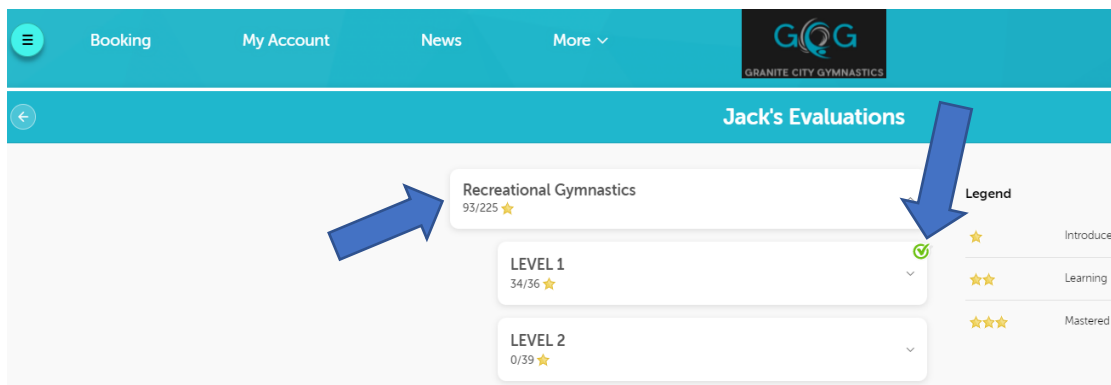 Booking My Account News More
GCG
GRANITE CITY GYMNASTICS
Jack's Evaluations
Recreational Gymnastics
93/225
LEVEL 1
34/36
LEVEL 2
0/39
Legend
Introduce
Learning
Mastered